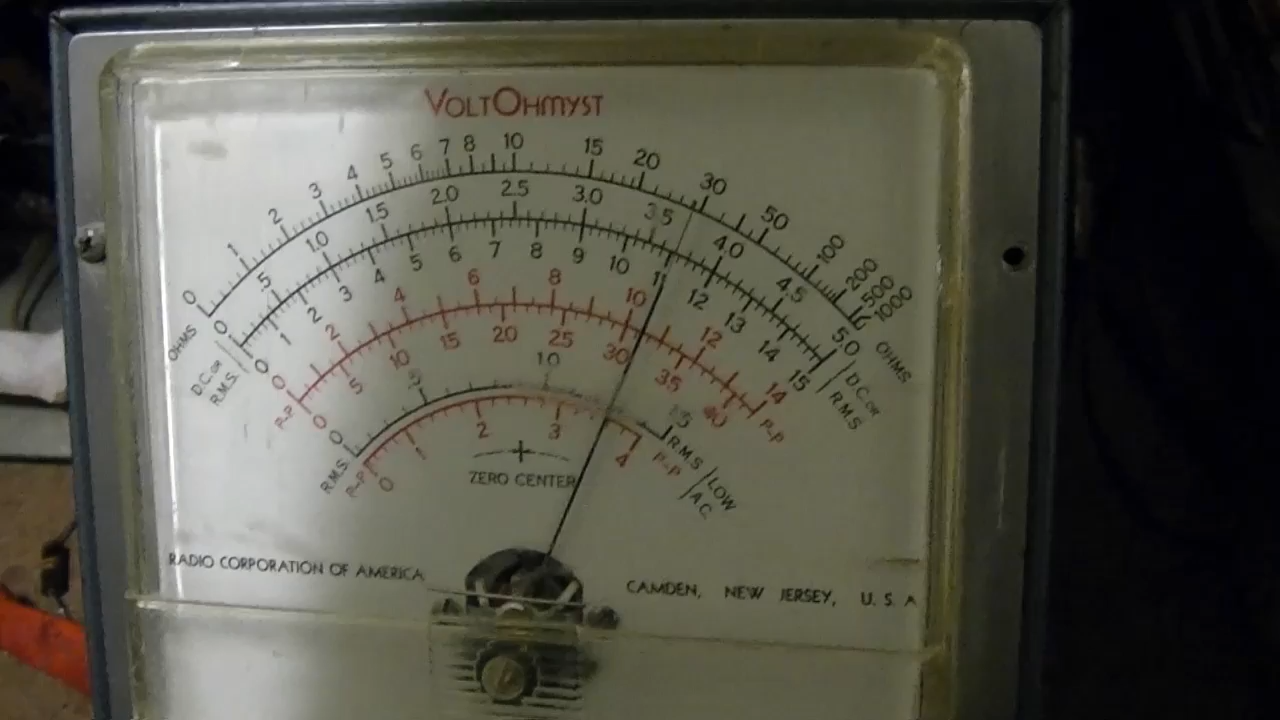 VOLTOHMYST
0 1 2 3 4 5 6 7 8 10 15 20 30 50 100 200 500 1000
OHMS OHMS
0 .5 1.0 1.5 2.0 2.5 3.0 3.5 4.0 4.5 5.0
D.C. OR R.M.S. D.C. OR R.M.S
0 1 2 3 4 5 6 7 8 9 10 11 12 13 14 15
0 2 4 6 8 10 12 14
P-P P-P
0 5 10 15 20 25 30 35 40
0 5 10 15
R.M.S. R.M.S LOW A.C.
0 1 2 3 4
P-P P-P
ZERO CENTER
RADIO CORPORATION OF AMERICA
CAMDEN, NEW JERSEY, U. S. A